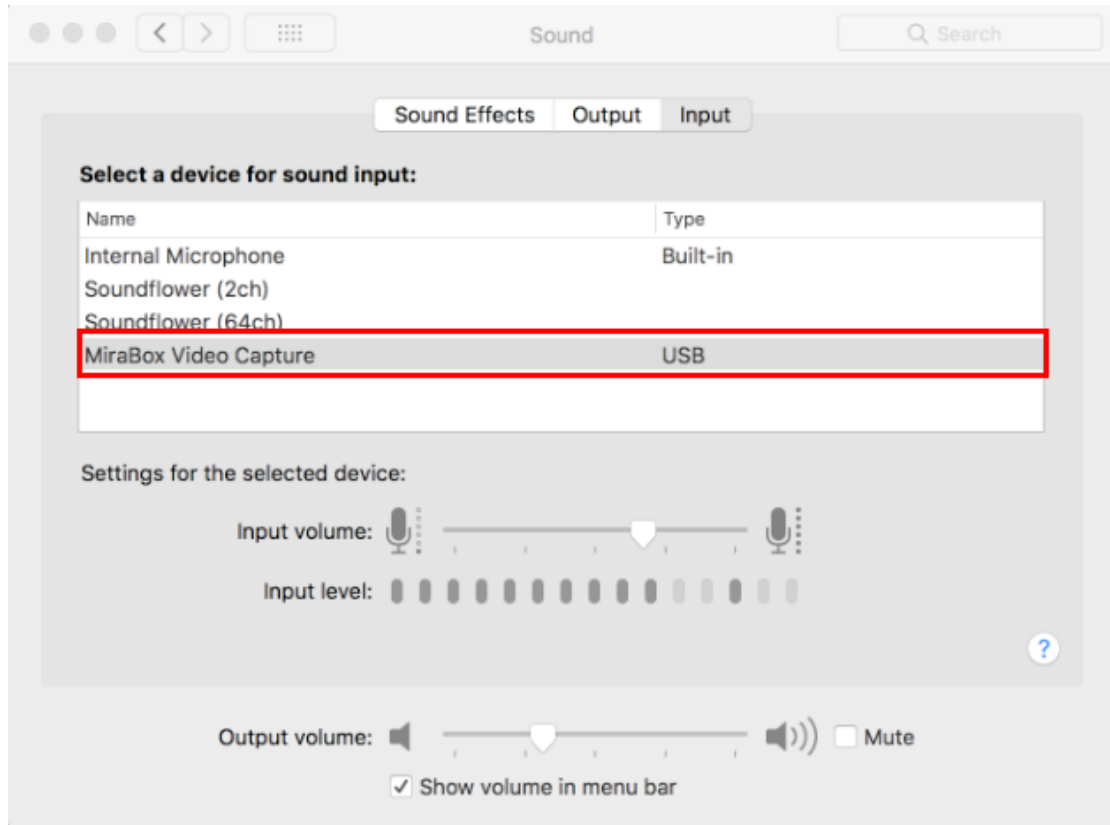 Sound
Search
Sound Effects Output Input
Select a device for sound input:
Name Type
Internal Microphone Built-in
Soundflower (2ch)
Soundflower (64ch)
MiraBox Video Capture USB
Settings for the selected device:
Input volume:
Input level:
?
Output volume: Mute
Show volume in menu bar